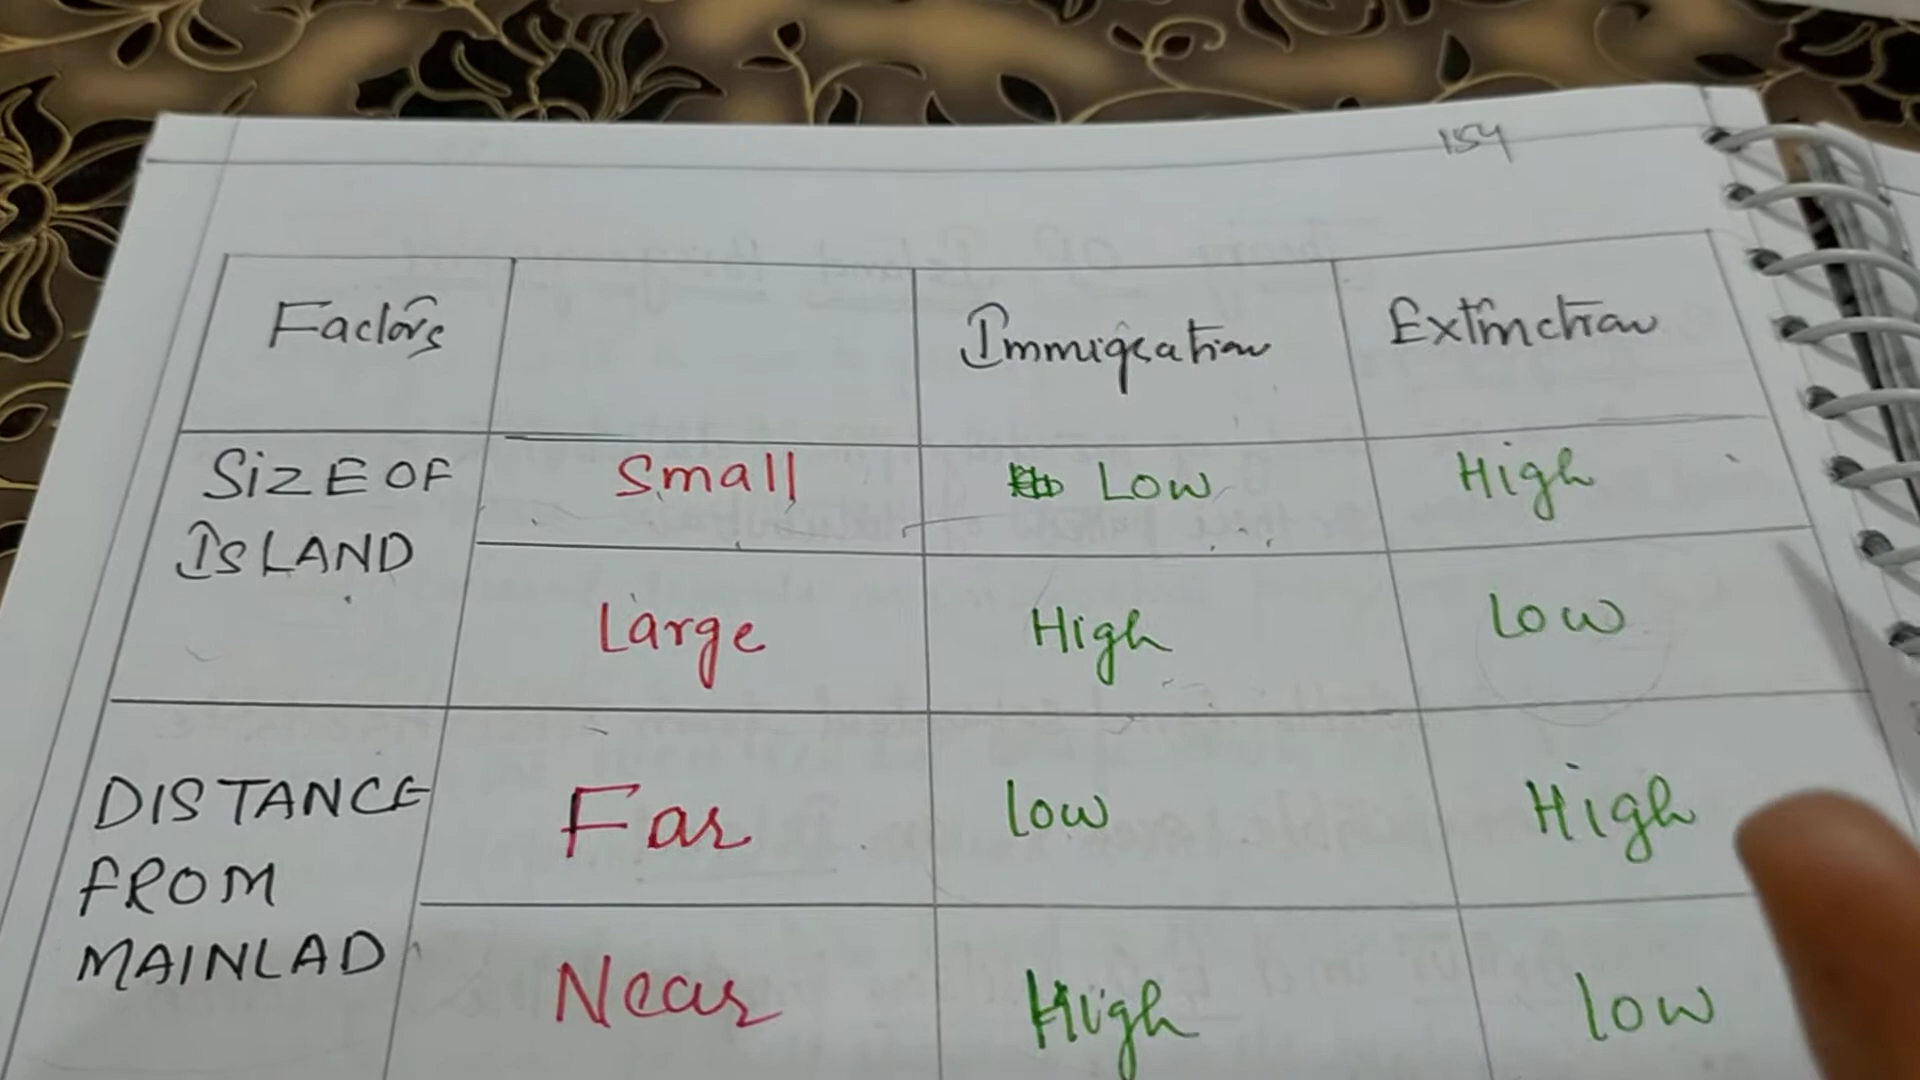 154
Factors Immigration Extinction
SIZE OF
ISLAND
Small Low High
Large High Low
DISTANCE
FROM
MAINLAD
Far low High
Near High low